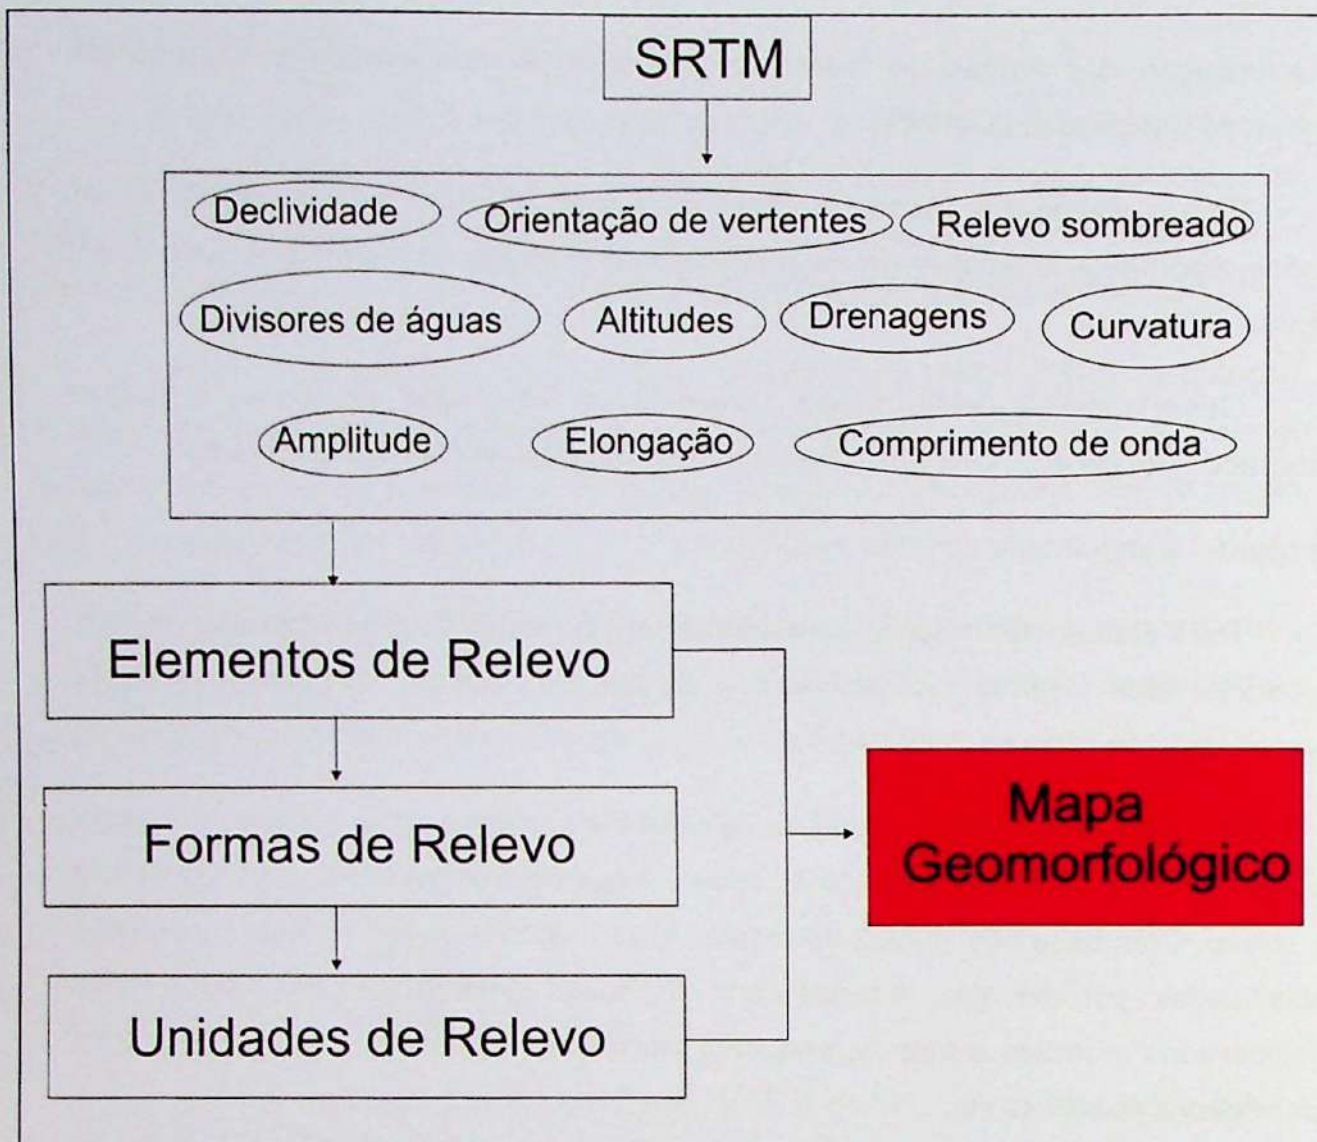 SRTM
Declividade
Orientação de vertentes
Relevo sombreado
Divisores de águas
Altitudes
Drenagens
Curvatura
Amplitude
Elongação
Comprimento de onda
Elementos de Relevo
Formas de Relevo
Unidades de Relevo
Mapa
Geomorfológico